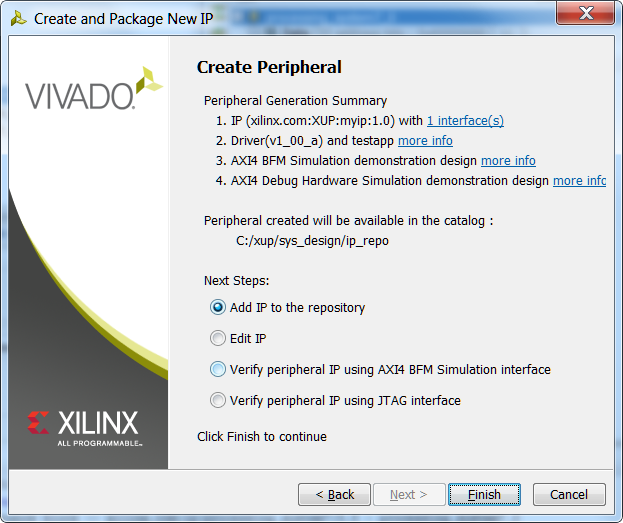 Create and Package New IP
VIVADO
Create Peripheral
Peripheral Generation Summary
1. IP (xilinx.com:XUP:myip:1.0) with 1 interface(s)
2. Driver(v1_00_a) and testapp more info
3. AXI4 BFM Simulation demonstration design more info
4. AXI4 Debug Hardware Simulation demonstration design more info
Peripheral created will be available in the catalog :
C:/xup/sys_design/ip_repo
Next Steps:
Add IP to the repository
Edit IP
Verify peripheral IP using AXI4 BFM Simulation interface
Verify peripheral IP using JTAG interface
XILINX
ALL PROGRAMMABLE™
Click Finish to continue
< Back
Next >
Finish
Cancel